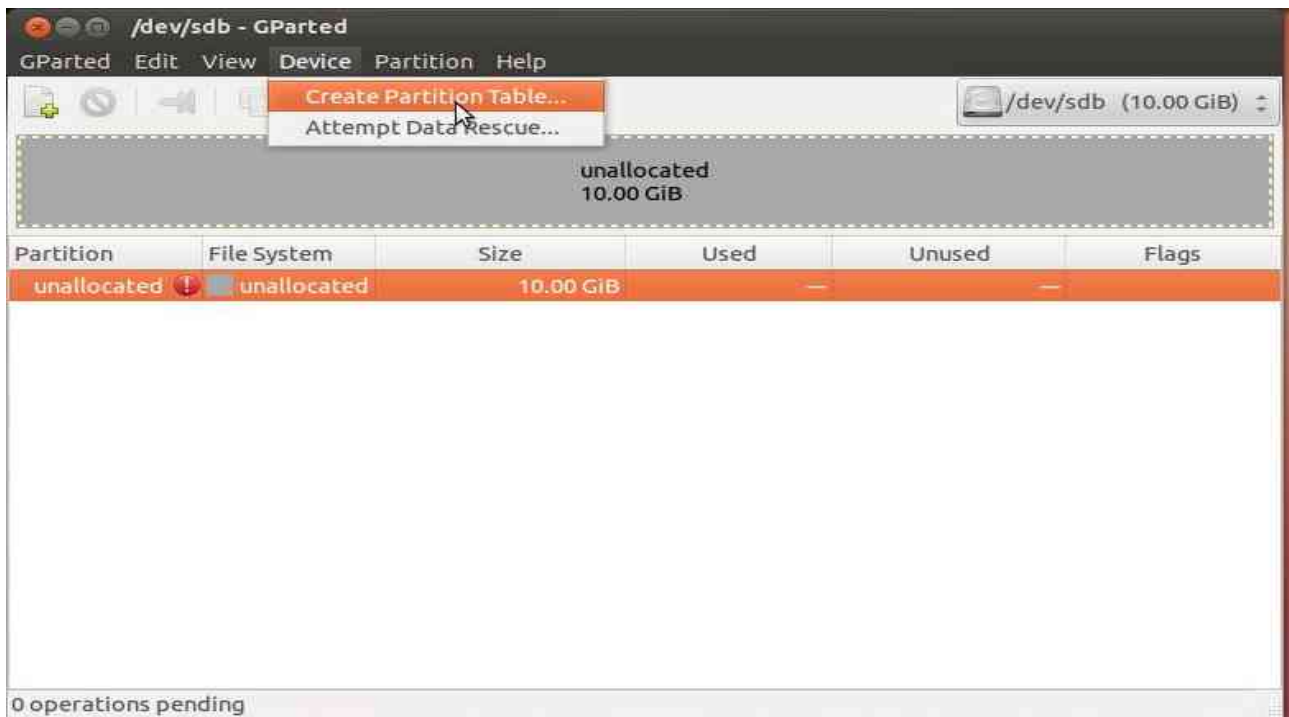 /dev/sdb - GParted
GParted Edit View Device Partition Help
Create Partition Table...
/dev/sdb (10.00 GiB)
Attempt Data Rescue...
unallocated
10.00 GiB
Partition File System Size Used Unused Flags
unallocated unallocated 10.00 GiB — —
0 operations pending